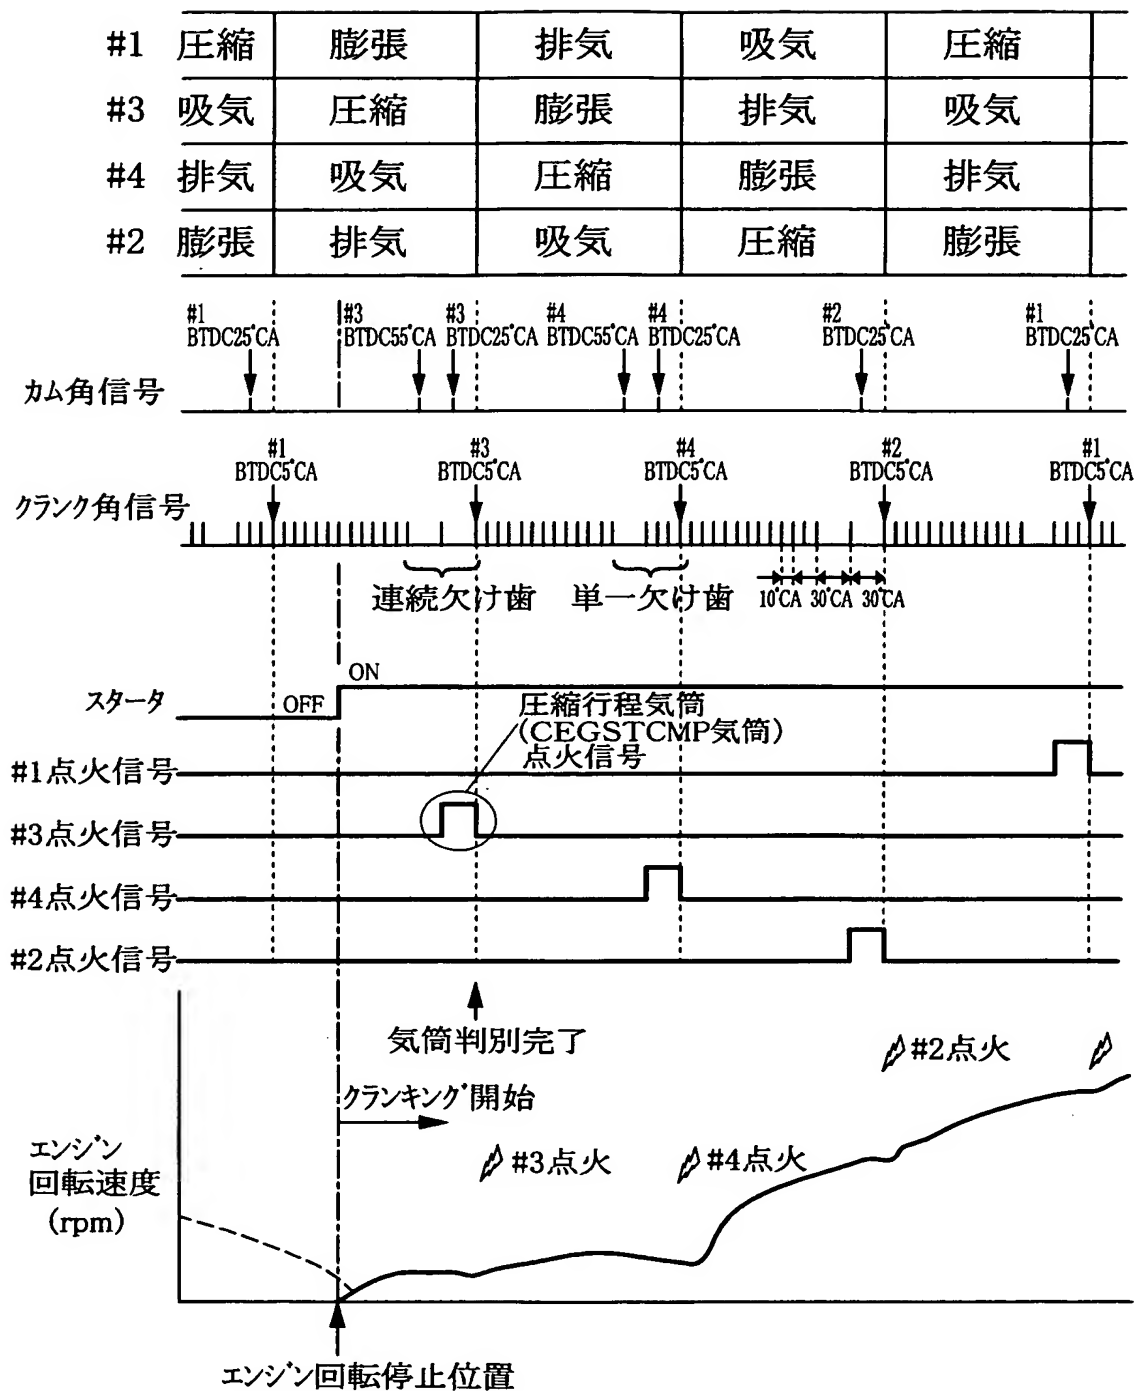 #1 圧縮 膨張 排気 吸気 圧縮
#3 吸気 圧縮 膨張 排気 吸気
#4 排気 吸気 圧縮 膨張 排気
#2 膨張 排気 吸気 圧縮 膨張
#1 #3 #3 #4 #4 #2 #1
BTDC25°CA BTDC55°CA BTDC25°CA BTDC55°CA BTDC25°CA BTDC25°CA BTDC25°CA
カム角信号
#1 #3 #4 #2 #1
BTDC5°CA BTDC5°CA BTDC5°CA BTDC5°CA BTDC5°CA
クランク角信号
連続欠け歯 単一欠け歯 10°CA 30°CA 30°CA
スタータ OFF ON
圧縮行程気筒
(CEGSTCMP気筒)
点火信号
#1点火信号
#3点火信号
#4点火信号
#2点火信号
気筒判別完了
#2点火
クランキング開始
#3点火 #4点火
エンジン
回転速度
(rpm)
エンジン回転停止位置